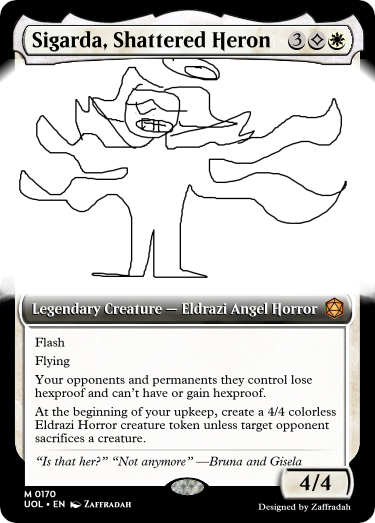 Sigarda, Shattered Heron 3
Legendary Creature — Eldrazi Angel Horror
Flash
Flying
Your opponents and permanents they control lose
hexproof and can't have or gain hexproof.
At the beginning of your upkeep, create a 4/4 colorless
Eldrazi Horror creature token unless target opponent
sacrifices a creature.
“Is that her?” “Not anymore” —Bruna and Gisela
4/4
M 0170
UOL • EN Zaffradah
Designed by Zaffradah